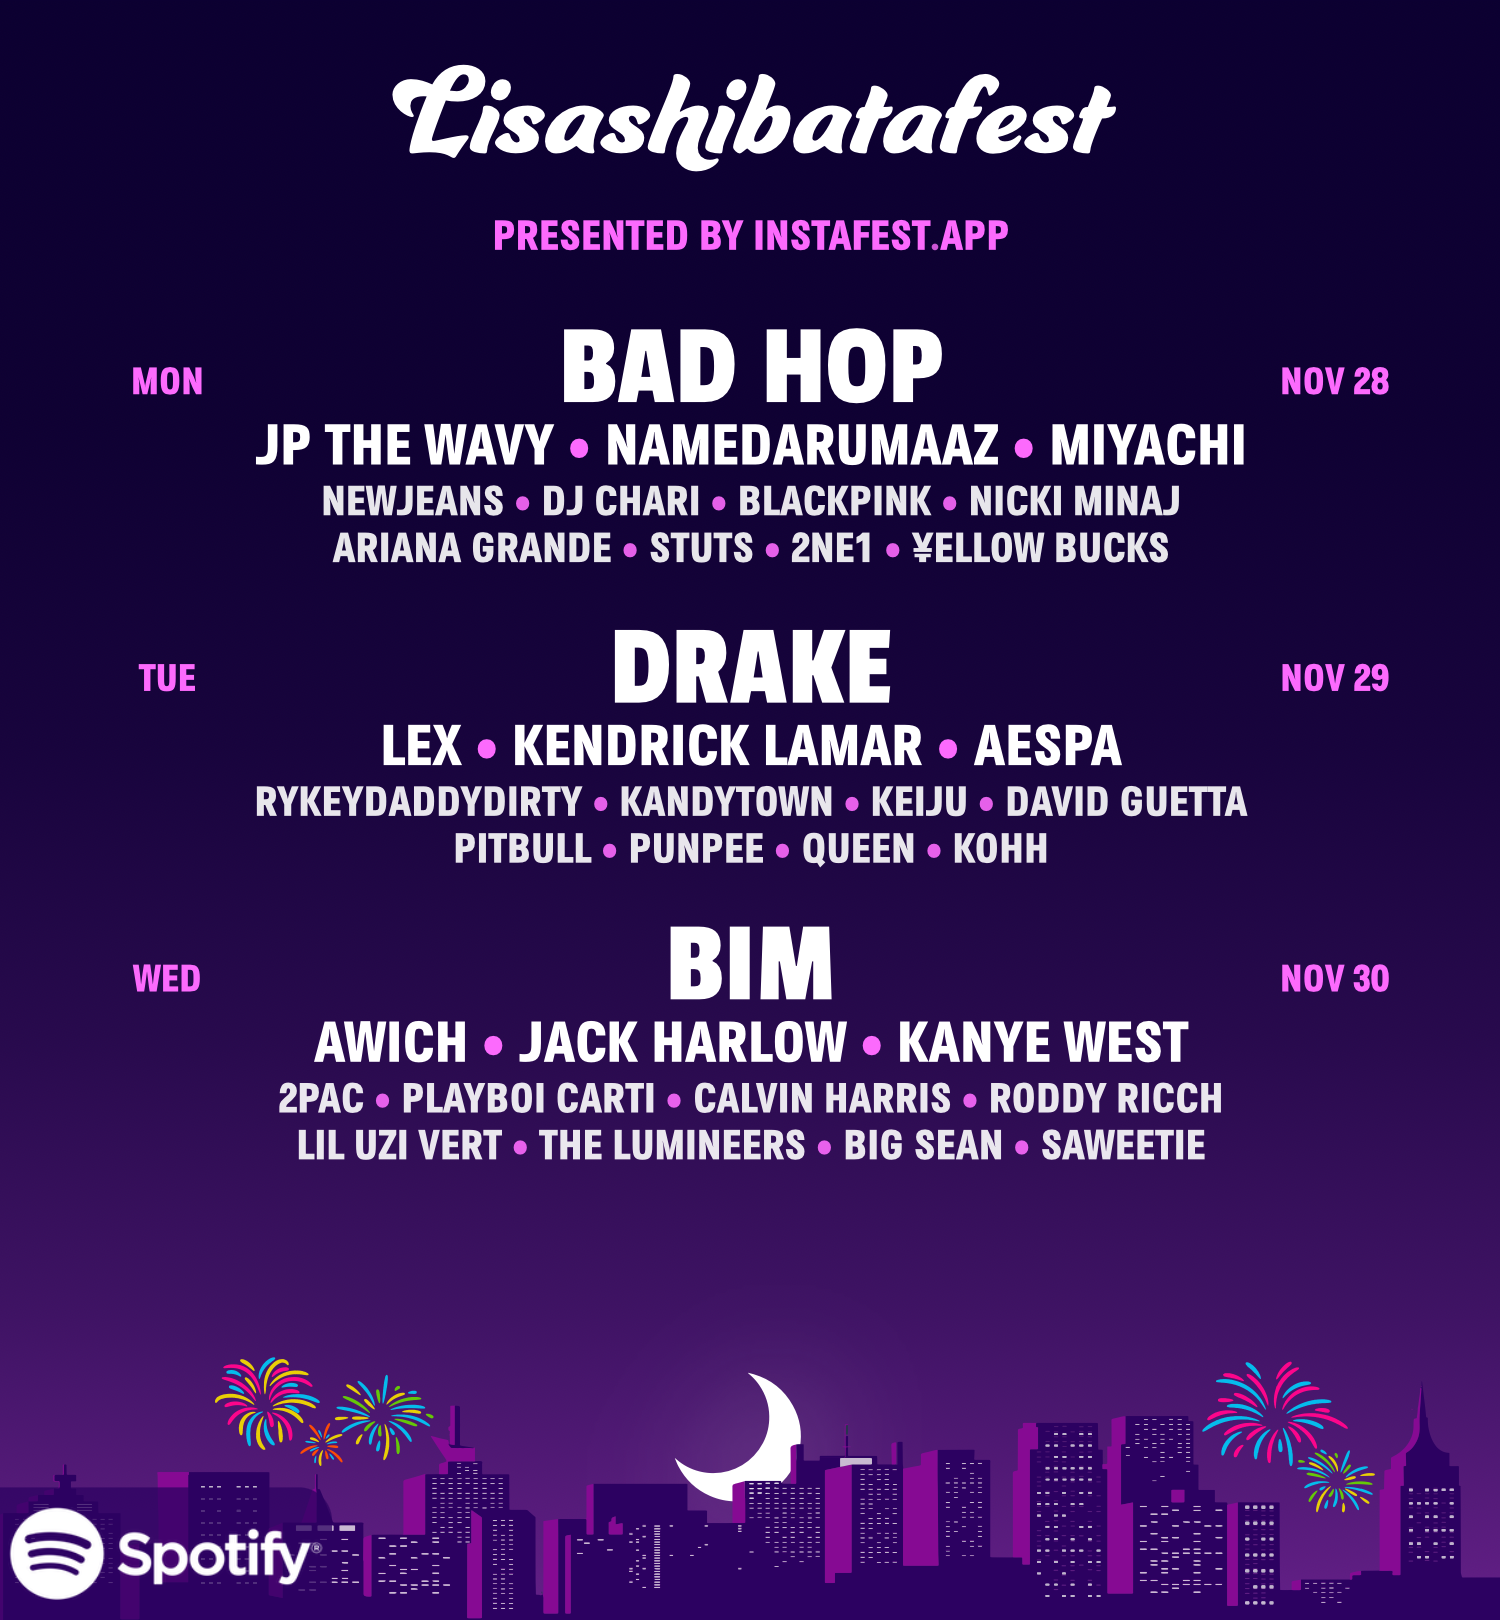 Lisashibatafest
PRESENTED BY INSTAFEST.APP
MON
BAD HOP
NOV 28
JP THE WAVY • NAMEDARUMAAZ • MIYACHI
NEWJEANS • DJ CHARI • BLACKPINK • NICKI MINAJ
ARIANA GRANDE • STUTS • 2NE1 • ¥ELLOW BUCKS
TUE
DRAKE
NOV 29
LEX • KENDRICK LAMAR • AESPA
RYKEYDADDYDIRTY • KANDYTOWN • KEIJU • DAVID GUETTA
PITBULL • PUNPEE • QUEEN • KOHH
WED
BIM
NOV 30
AWICH • JACK HARLOW • KANYE WEST
2PAC • PLAYBOI CARTI • CALVIN HARRIS • RODDY RICCH
LIL UZI VERT • THE LUMINEERS • BIG SEAN • SAWEETIE
Spotify®